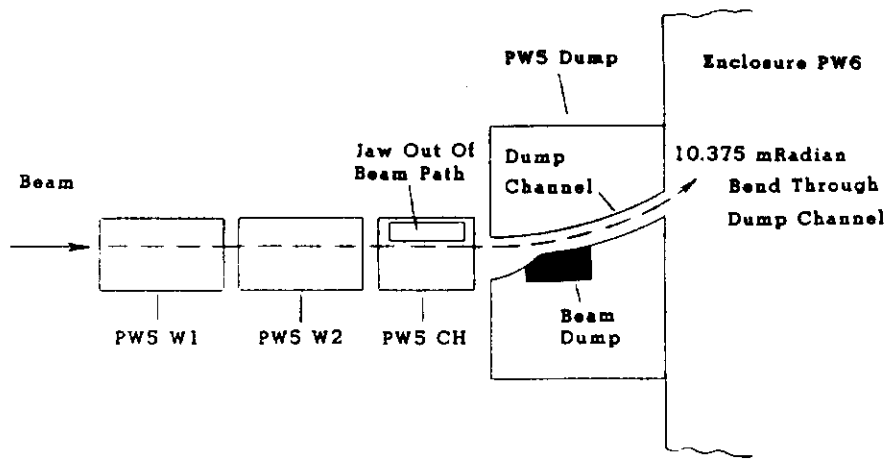 PW5 Dump
Enclosure PW6
Jaw Out Of
Beam Path
Dump
Channel
10.375 mRadian
Bend Through
Dump Channel
Beam
PW5 W1
PW5 W2
PW5 CH
Beam
Dump